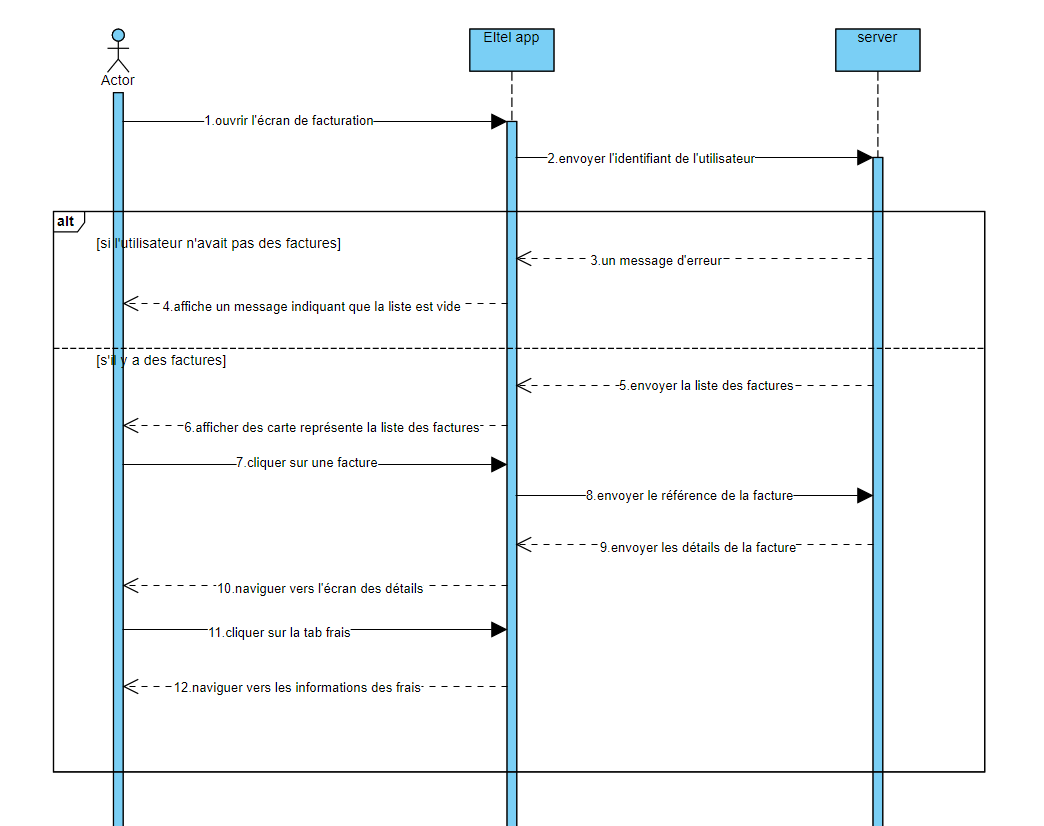 Actor
Eltel app
server
1.ouvrir l'écran de facturation
2.envoyer l'identifiant de l'utilisateur
alt
[si l'utilisateur n'avait pas des factures]
3.un message d'erreur
4.affiche un message indiquant que la liste est vide
[s'il y a des factures]
5.envoyer la liste des factures
6.afficher des carte représente la liste des factures
7.cliquer sur une facture
8.envoyer le référence de la facture
9.envoyer les détails de la facture
10.naviguer vers l'écran des détails
11.cliquer sur la tab frais
12.naviguer vers les informations des frais